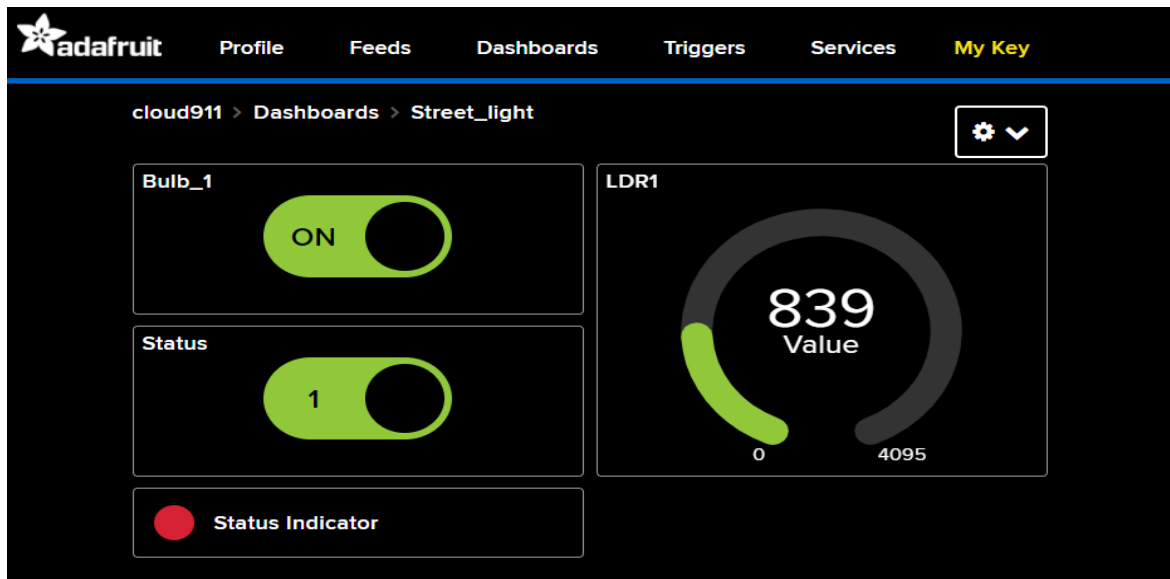 adafruit Profile Feeds Dashboards Triggers Services My Key
cloud911 > Dashboards > Street_light
Bulb_1
ON
Status
1
Status Indicator
LDR1
839
Value
0 4095